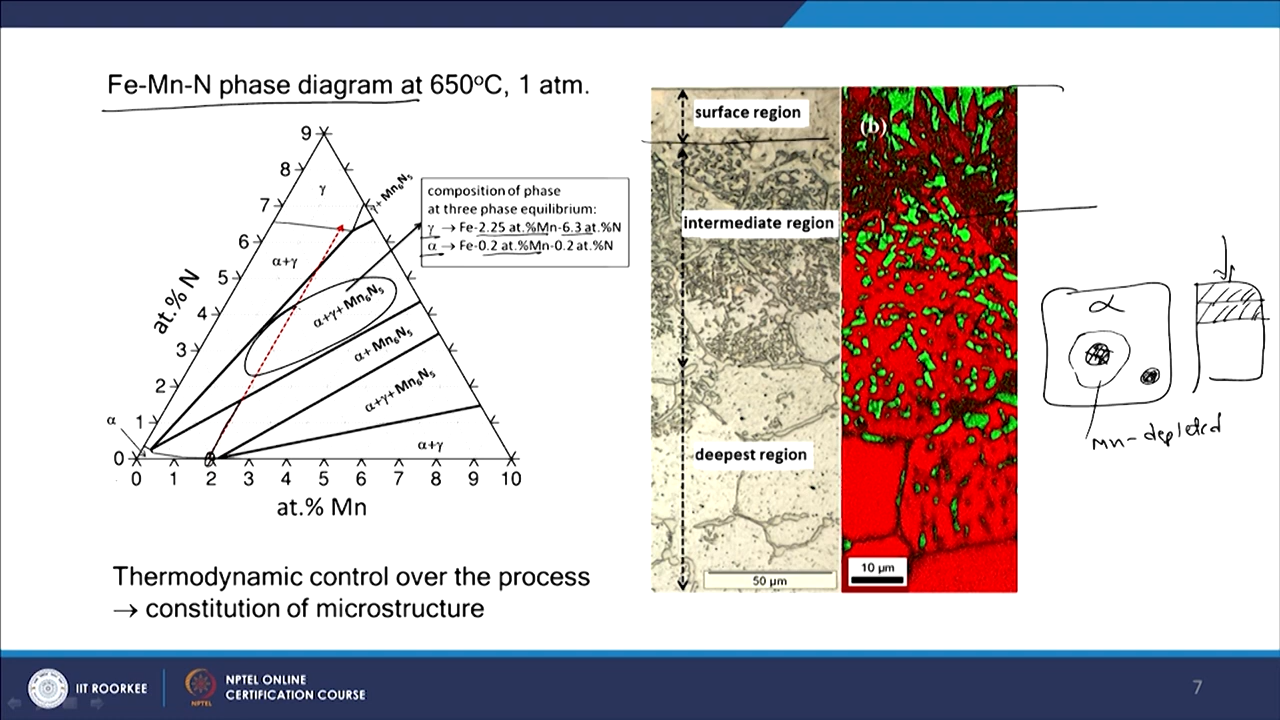 Fe-Mn-N phase diagram at 650°C, 1 atm.
9
8
7
6
5
4
3
2
1
0
at.% N
γ
γ+ Mn₆N₅
α+γ
α+γ+Mn₆N₅
α+ Mn₆N₅
α+γ+Mn₆N₅
α+γ
α
0 1 2 3 4 5 6 7 8 9 10
at.% Mn
composition of phase
at three phase equilibrium:
γ → Fe-2.25 at.%Mn-6.3 at.%N
α → Fe-0.2 at.%Mn-0.2 at.%N
Thermodynamic control over the process
→ constitution of microstructure
surface region
intermediate region
deepest region
50 µm
(b)
10 µm
α
Mn-depleted
IIT ROORKEE
NPTEL
NPTEL ONLINE
CERTIFICATION COURSE
7